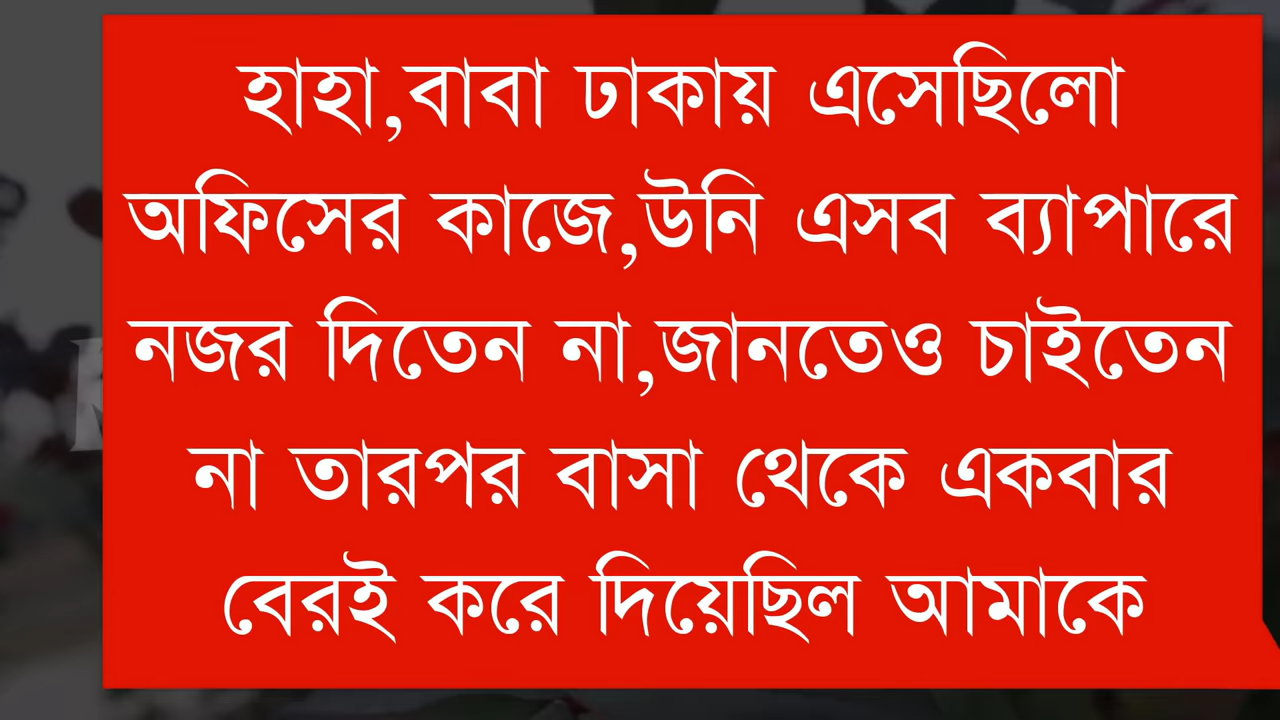 হাহা,বাবা ঢাকায় এসেছিলো
অফিসের কাজে,উনি এসব ব্যাপারে
নজর দিতেন না,জানতেও চাইতেন
না তারপর বাসা থেকে একবার
বেরই করে দিয়েছিল আমাকে